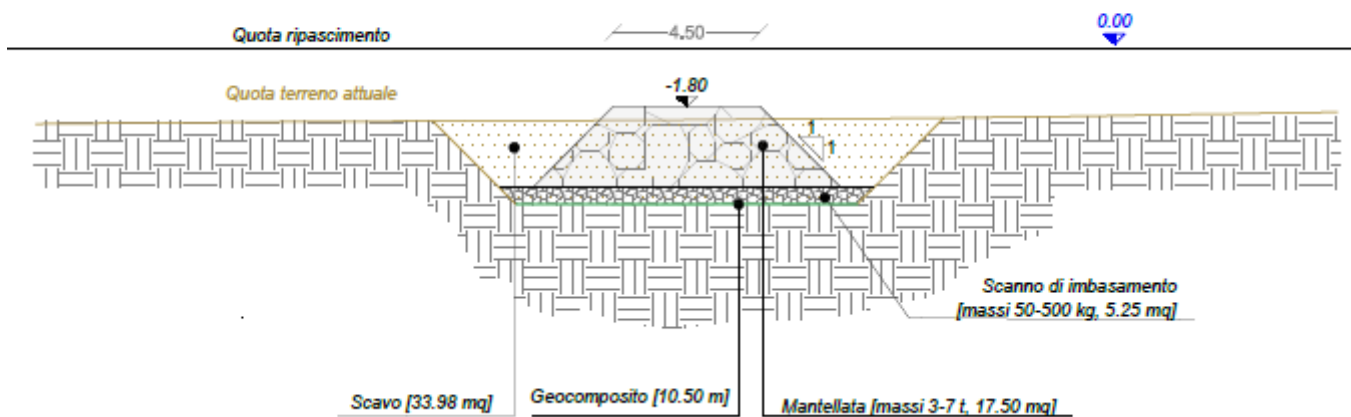 0.00
Quota ripascimento
4.50
-1.80
Quota terreno attuale
1
1
Scanno di imbasamento
[massi 50-500 kg, 5.25 mq]
Scavo [33.98 mq]
Geocomposito [10.50 m]
Mantellata [massi 3-7 t, 17.50 mq]